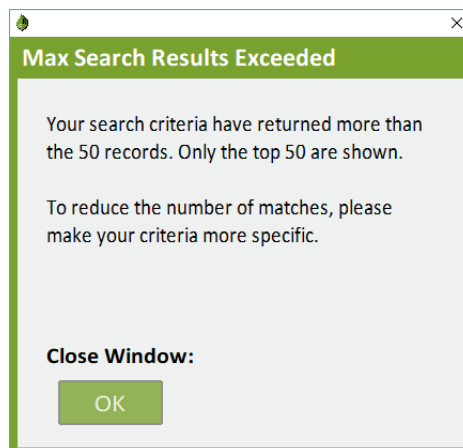 Max Search Results Exceeded
Your search criteria have returned more than
the 50 records. Only the top 50 are shown.
To reduce the number of matches, please
make your criteria more specific.
Close Window:
OK